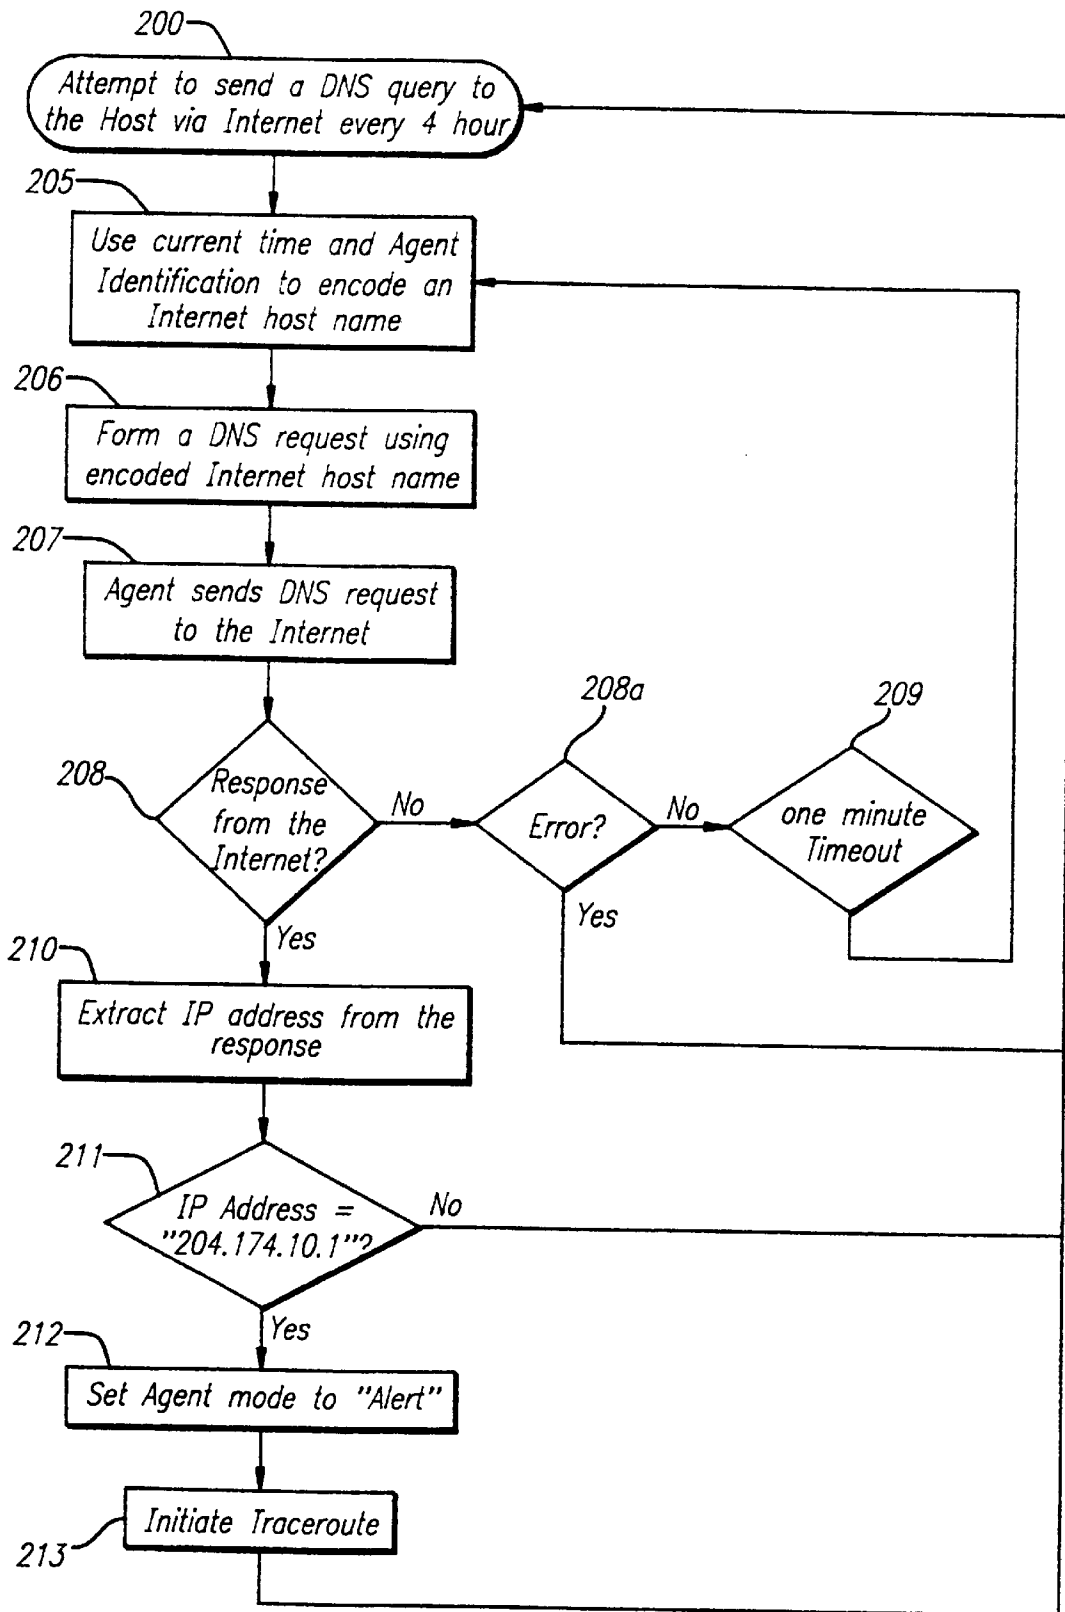 200
Attempt to send a DNS query to
the Host via Internet every 4 hour
205
Use current time and Agent
Identification to encode an
Internet host name
206
Form a DNS request using
encoded Internet host name
207
Agent sends DNS request
to the Internet
208
Response
from the
Internet?
No
208a
Error?
No
209
one minute
Timeout
Yes
Yes
210
Extract IP address from the
response
211
IP Address =
"204.174.10.1"?
No
Yes
212
Set Agent mode to "Alert"
Initiate Traceroute
213